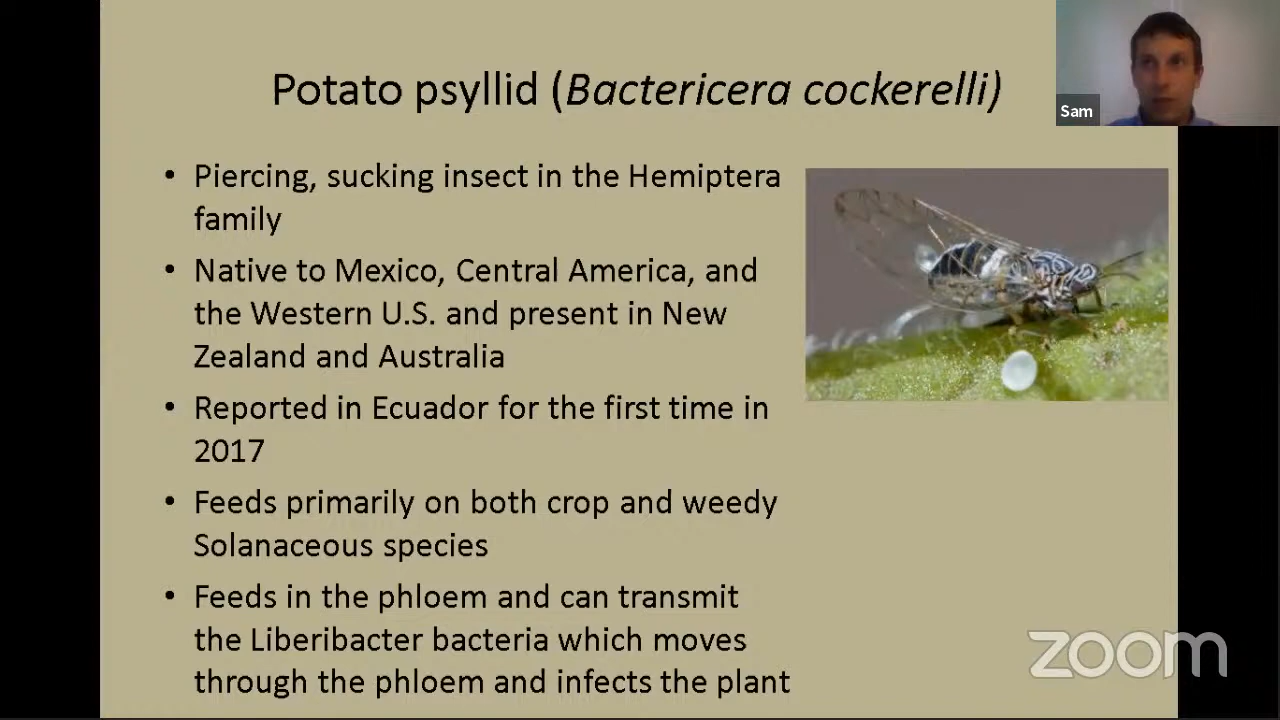 Potato psyllid (Bactericera cockerelli)
Sam
• Piercing, sucking insect in the Hemiptera
family
• Native to Mexico, Central America, and
the Western U.S. and present in New
Zealand and Australia
• Reported in Ecuador for the first time in
2017
• Feeds primarily on both crop and weedy
Solanaceous species
• Feeds in the phloem and can transmit
the Liberibacter bacteria which moves
through the phloem and infects the plant
zoom